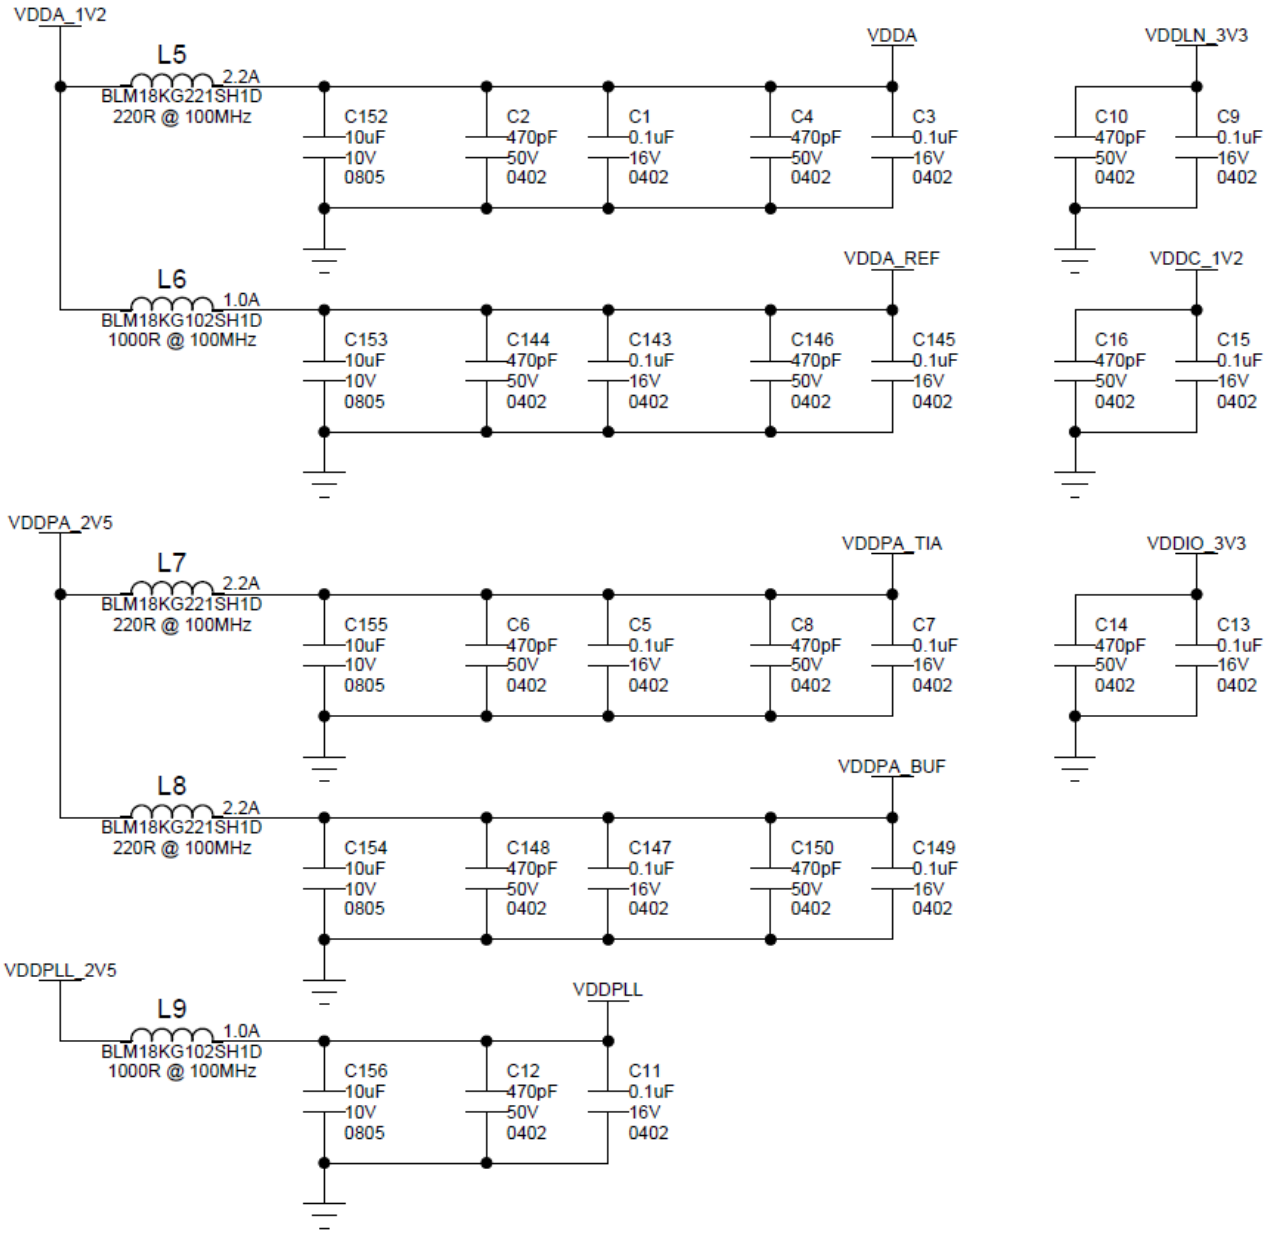 VDDA_1V2
L5
2.2A
BLM18KG221SH1D
220R @ 100MHz
VDDA
C152
10uF
10V
0805
C2
470pF
50V
0402
C1
0.1uF
16V
0402
C4
470pF
50V
0402
C3
0.1uF
16V
0402
VDDLN_3V3
C10
470pF
50V
0402
C9
0.1uF
16V
0402
L6
1.0A
BLM18KG102SH1D
1000R @ 100MHz
VDDA_REF
C153
10uF
10V
0805
C144
470pF
50V
0402
C143
0.1uF
16V
0402
C146
470pF
50V
0402
C145
0.1uF
16V
0402
VDDC_1V2
C16
470pF
50V
0402
C15
0.1uF
16V
0402
VDDPA_2V5
L7
2.2A
BLM18KG221SH1D
220R @ 100MHz
VDDPA_TIA
C155
10uF
10V
0805
C6
470pF
50V
0402
C5
0.1uF
16V
0402
C8
470pF
50V
0402
C7
0.1uF
16V
0402
VDDIO_3V3
C14
470pF
50V
0402
C13
0.1uF
16V
0402
L8
2.2A
BLM18KG221SH1D
220R @ 100MHz
VDDPA_BUF
C154
10uF
10V
0805
C148
470pF
50V
0402
C147
0.1uF
16V
0402
C150
470pF
50V
0402
C149
0.1uF
16V
0402
VDDPLL_2V5
L9
1.0A
BLM18KG102SH1D
1000R @ 100MHz
VDDPLL
C156
10uF
10V
0805
C12
470pF
50V
0402
C11
0.1uF
16V
0402